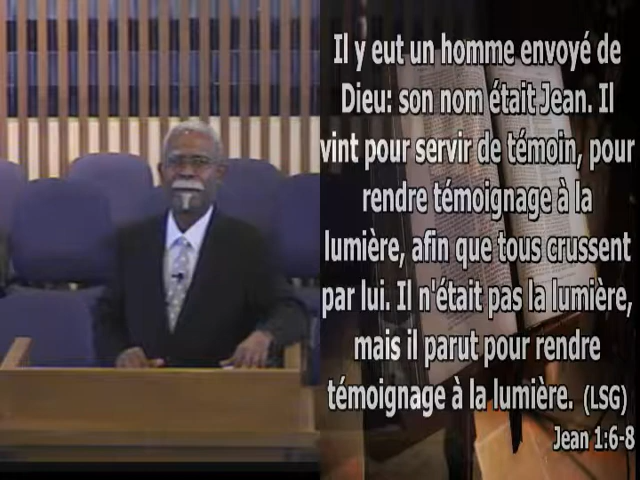 Il y eut un homme envoyé de
Dieu: son nom était Jean. Il
vint pour servir de témoin, pour
rendre témoignage à la
lumière, afin que tous crussent
par lui. Il n'était pas la lumière,
mais il parut pour rendre
témoignage à la lumière. (LSG)
Jean 1:6-8